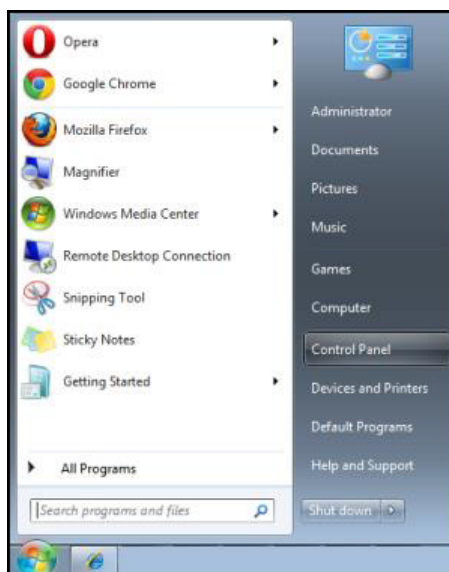 Opera
Google Chrome
Mozilla Firefox
Magnifier
Windows Media Center
Remote Desktop Connection
Snipping Tool
Sticky Notes
Getting Started
All Programs
Search programs and files
Administrator
Documents
Pictures
Music
Games
Computer
Control Panel
Devices and Printers
Default Programs
Help and Support
Shut down